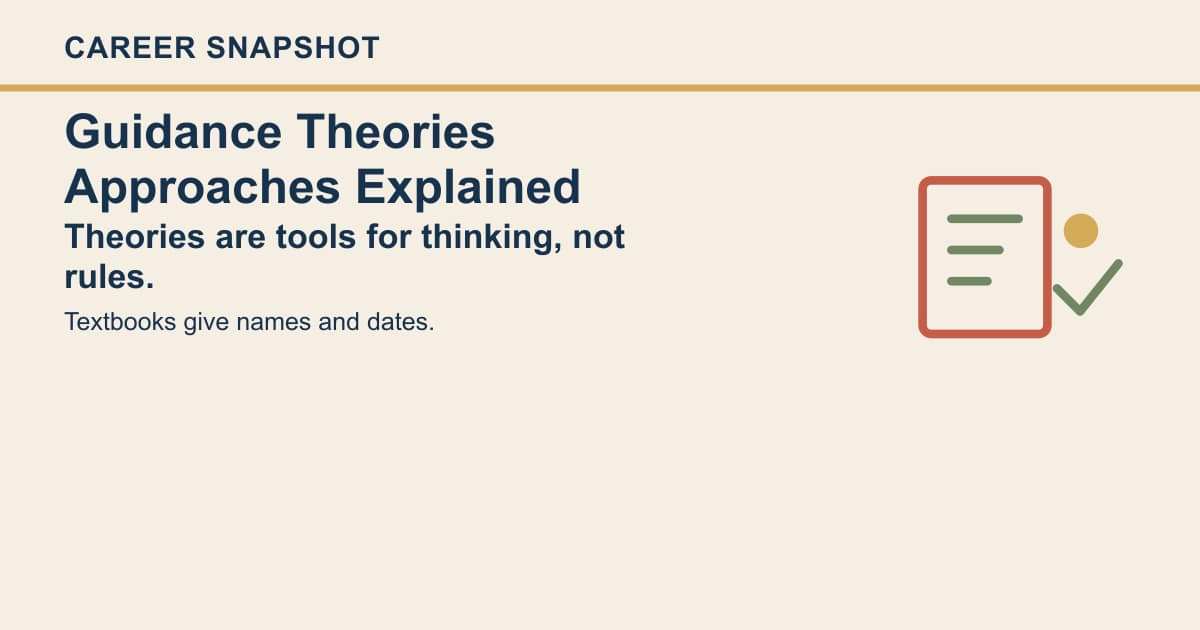 CAREER SNAPSHOT
Guidance Theories
Approaches Explained
Theories are tools for thinking, not
rules.
Textbooks give names and dates.